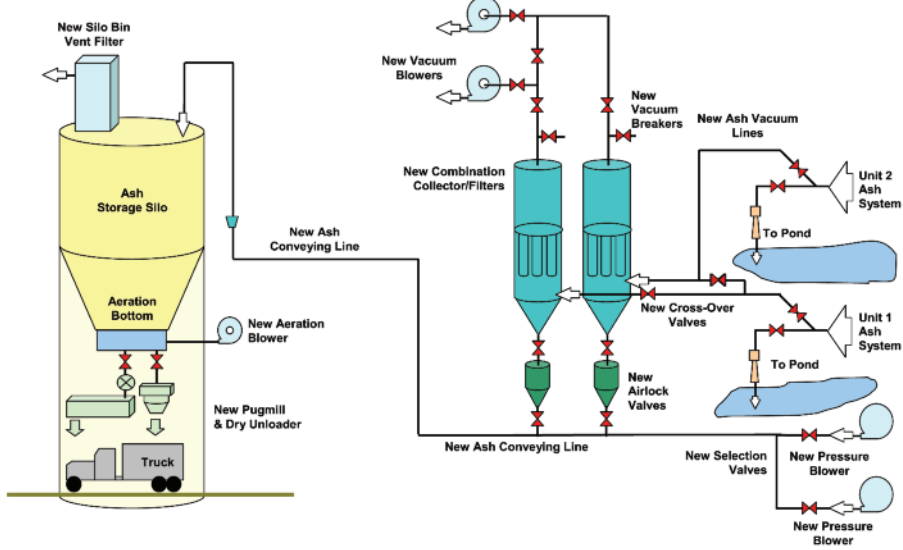 New Silo Bin
Vent Filter
Ash
Storage Silo
Aeration
Bottom
New Aeration
Blower
New Pugmill
& Dry Unloader
Truck
New Ash
Conveying Line
New Vacuum
Blowers
New
Vacuum
Breakers
New Combination
Collector/Filters
New Ash Vacuum
Lines
Unit 2
Ash
System
To Pond
New Cross-Over
Valves
Unit 1
Ash
System
To Pond
New
Airlock
Valves
New Ash Conveying Line
New Selection
Valves
New Pressure
Blower
New Pressure
Blower